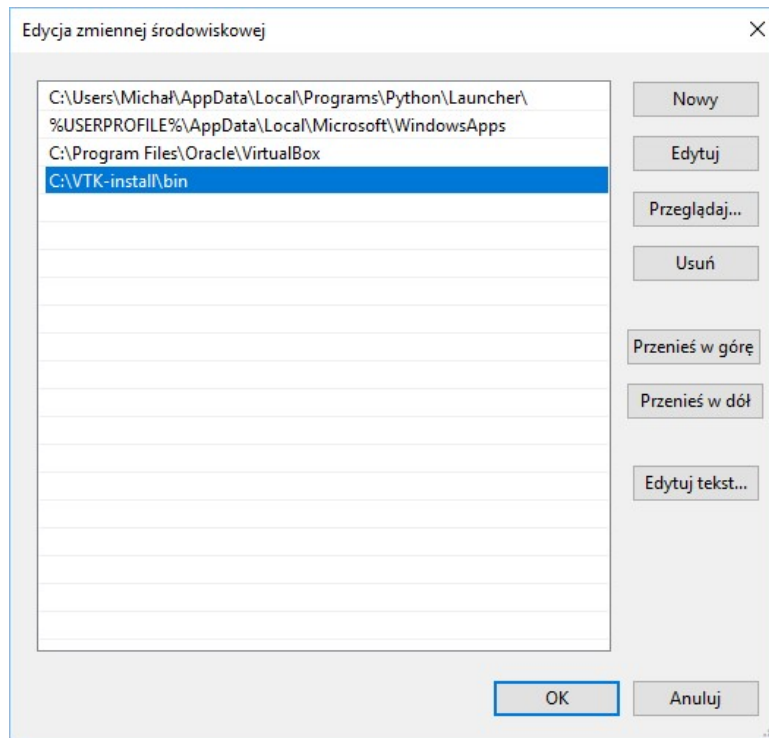 Edycja zmiennej środowiskowej
C:\Users\Michał\AppData\Local\Programs\Python\Launcher\
%USERPROFILE%\AppData\Local\Microsoft\WindowsApps
C:\Program Files\Oracle\VirtualBox
C:\VTK-install\bin
Nowy
Edytuj
Przeglądaj...
Usuń
Przenieś w górę
Przenieś w dół
Edytuj tekst...
OK
Anuluj